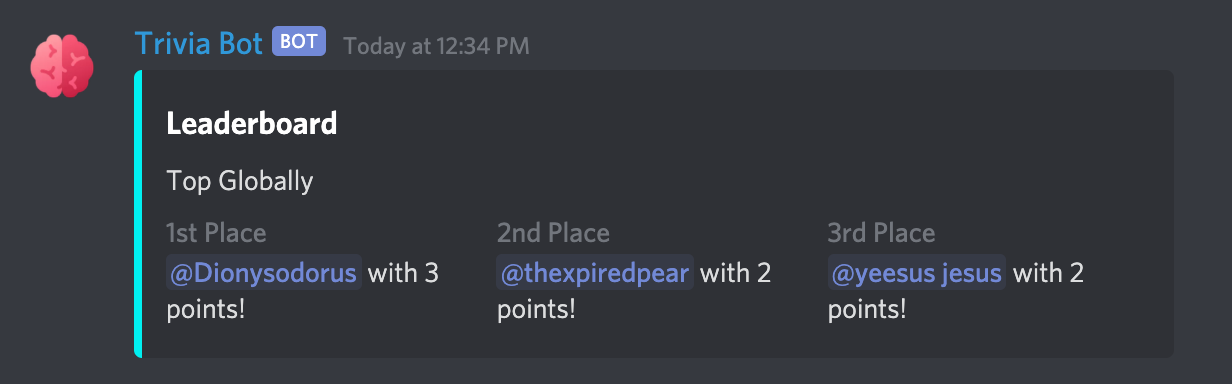 Trivia Bot BOT Today at 12:34 PM
Leaderboard
Top Globally
1st Place
@Dionysodorus with 3
points!
2nd Place
@thexpiredpear with 2
points!
3rd Place
@yeesus jesus with 2
points!